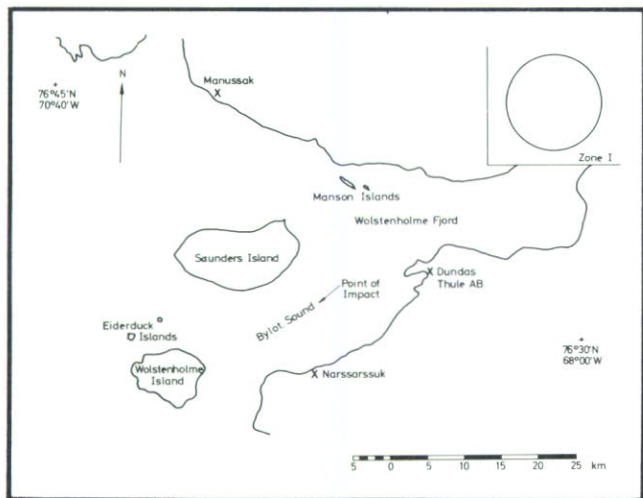 N
76°45'N
70°40'W
Manussak
X
Zone I
Manson Islands
Wolstenholme Fjord
Saunders Island
X Dundas
Thule AB
Point of
Impact
Bylot Sound
Eiderduck
Islands
76°30'N
68°00'W
Wolstenholme
Island
X Narssarssuk
5 0 5 10 15 20 25 km